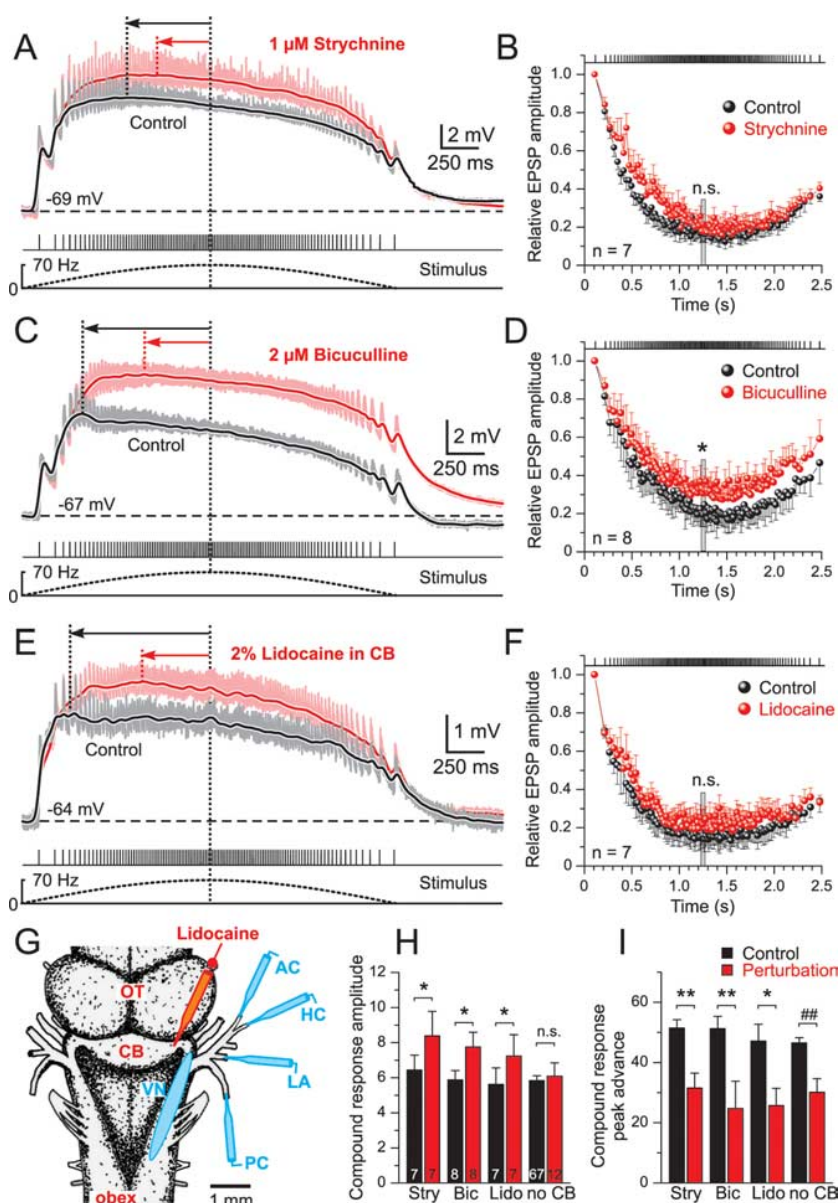 A
1 µM Strychnine
Control
2 mV
250 ms
-69 mV
70 Hz
0
Stimulus
B
Relative EPSP amplitude
1.0
0.8
0.6
0.4
0.2
0
Control
Strychnine
n.s.
n = 7
0 0.5 1.0 1.5 2.0 2.5
Time (s)
C
2 µM Bicuculline
Control
2 mV
250 ms
-67 mV
70 Hz
0
Stimulus
D
Relative EPSP amplitude
1.0
0.8
0.6
0.4
0.2
0
Control
Bicuculline
*
n = 8
0 0.5 1.0 1.5 2.0 2.5
Time (s)
E
2% Lidocaine in CB
Control
1 mV
250 ms
-64 mV
70 Hz
0
Stimulus
F
Relative EPSP amplitude
1.0
0.8
0.6
0.4
0.2
0
Control
Lidocaine
n.s.
n = 7
0 0.5 1.0 1.5 2.0 2.5
Time (s)
G
Lidocaine
OT
AC
HC
CB
LA
VN
PC
obex
1 mm
H
Compound response amplitude
12
10
8
6
4
2
0
* * * n.s.
7 7 8 8 7 7 67 12
Stry Bic Lido no CB
I
Control
Perturbation
Compound response
peak advance
50
25
0
** ** * ##
Stry Bic Lido no CB